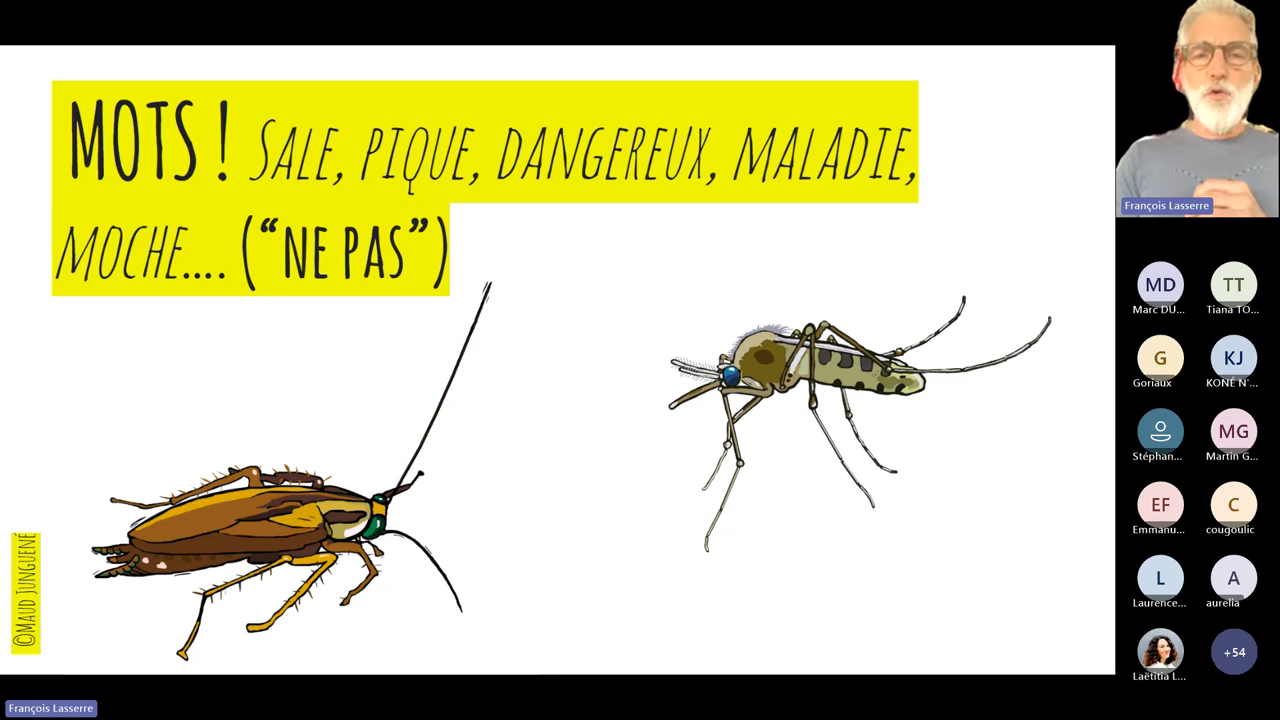 MOTS ! SALE, PIQUE, DANGEREUX, MALADIE,
MOCHE.... (“NE PAS”)
©MAUD JUNGUENÉ
François Lasserre
MD
TT
Marc DU...
Tiana TO...
G
KJ
Goriaux
KONÉ N'...
MG
Stéphan...
Martin G...
EF
C
Emmanu...
cougoulic
L
A
Laurence...
aurelia
+54
Laëtitia L...
François Lasserre